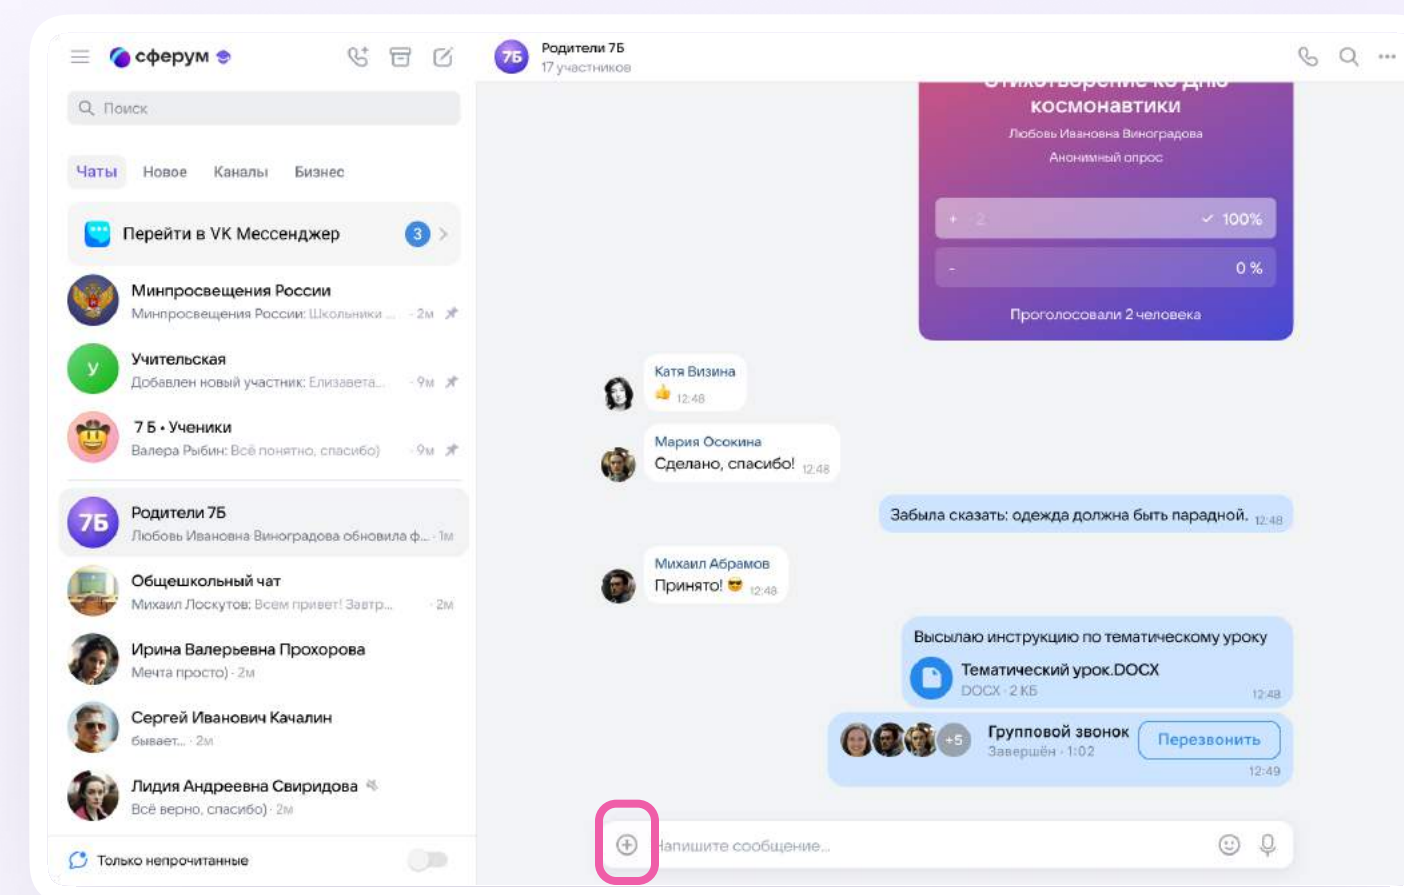 сферум
Поиск
Чаты Новое Каналы Бизнес
Перейти в VK Мессенджер 3
Минпросвещения России
Минпросвещения России: Школьники ... · 2м
У
Учительская
Добавлен новый участник: Елизавета... · 9м
7 Б • Ученики
Валера Рыбин: Всё понятно, спасибо) · 9м
7Б
Родители 7Б
Любовь Ивановна Виноградова обновила ф... · 1м
Общешкольный чат
Михаил Лоскутов: Всем привет! Завтр... · 2м
Ирина Валерьевна Прохорова
Мечта просто) · 2м
Сергей Иванович Качалин
бывает... · 2м
Лидия Андреевна Свиридова
Всё верно, спасибо) · 2м
Только непрочитанные
7Б
Родители 7Б
17 участников
Стихотворение ко Дню
космонавтики
Любовь Ивановна Виноградова
Анонимный опрос
+ · 2 100%
- 0 %
Проголосовали 2 человека
Катя Визина
👍 12:48
Мария Осокина
Сделано, спасибо! 12:48
Забыла сказать: одежда должна быть парадной. 12:48
Михаил Абрамов
Принято! 😎 12:48
Высылаю инструкцию по тематическому уроку
Тематический урок.DOCX
DOCX · 2 КБ 12:48
+5
Групповой звонок
Завершён · 1:02
Перезвонить
12:49
Напишите сообщение...